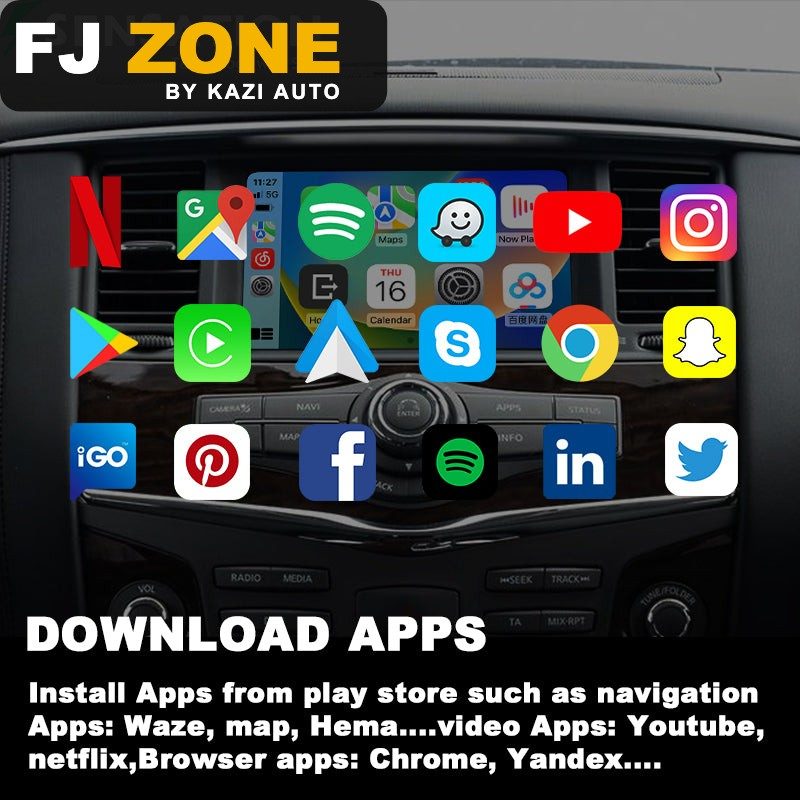 FJ ZONE
BY KAZI AUTO
11:27
5G
G
Maps
Now Pla
THU
16
Calendar
百度网盘
S
iGO
in
CAMERA
NAVI
ENTER
APPS
STATUS
MAP
INFO
RADIO
MEDIA
SEEK
TRACK
VOL
TUNE/FOLDER
TA
MIX·RPT
DOWNLOAD APPS
Install Apps from play store such as navigation
Apps: Waze, map, Hema....video Apps: Youtube,
netflix,Browser apps: Chrome, Yandex....